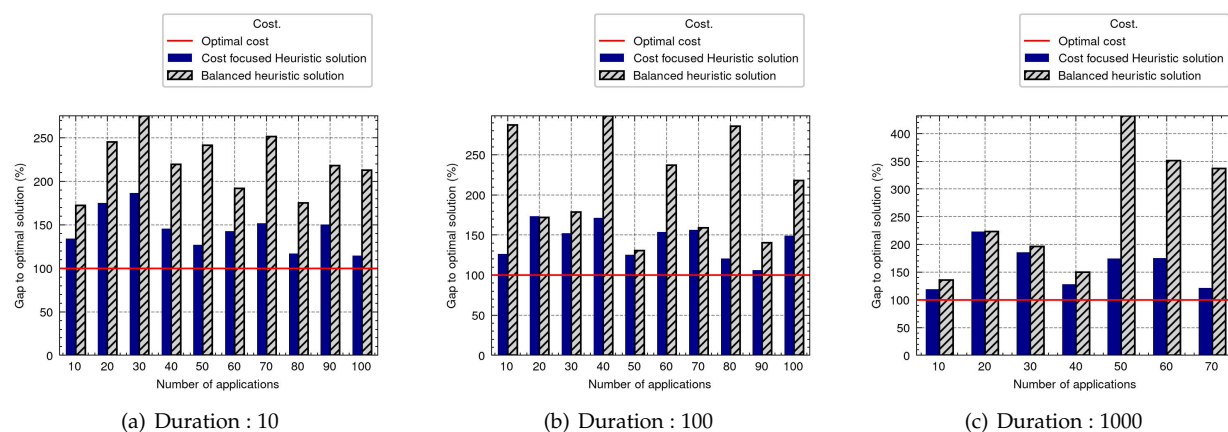 Cost.
Optimal cost
Cost focused Heuristic solution
Balanced heuristic solution
Gap to optimal solution (%)
250
200
150
100
50
0
10 20 30 40 50 60 70 80 90 100
Number of applications
(a) Duration : 10
Cost.
Optimal cost
Cost focused Heuristic solution
Balanced heuristic solution
Gap to optimal solution (%)
250
200
150
100
50
0
10 20 30 40 50 60 70 80 90 100
Number of applications
(b) Duration : 100
Cost.
Optimal cost
Cost focused Heuristic solution
Balanced heuristic solution
Gap to optimal solution (%)
400
350
300
250
200
150
100
50
0
10 20 30 40 50 60 70
Number of applications
(c) Duration : 1000